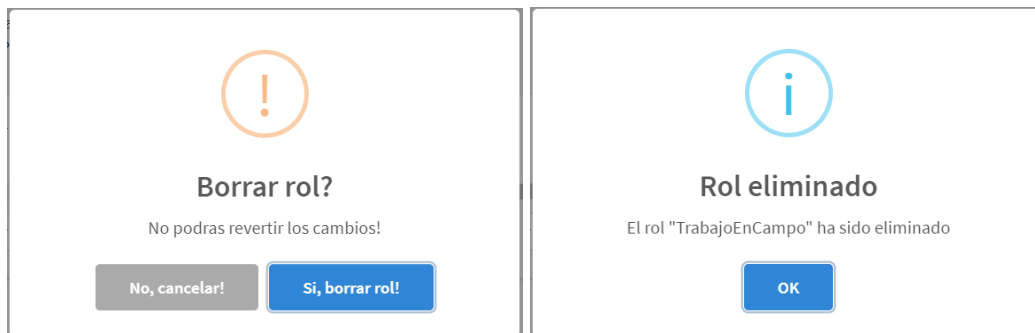 !
Borrar rol?
No podras revertir los cambios!
No, cancelar!
Si, borrar rol!
i
Rol eliminado
El rol "TrabajoEnCampo" ha sido eliminado
OK